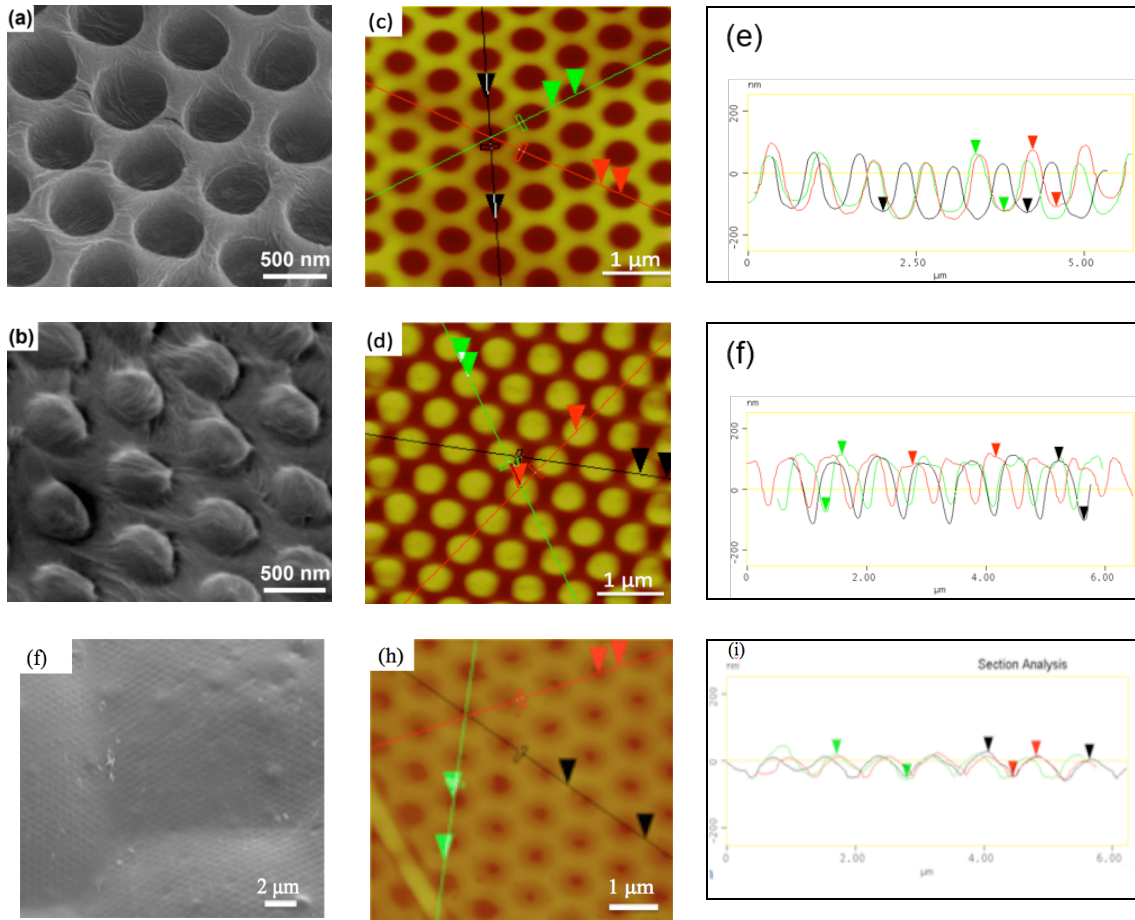 (a)
500 nm
(c)
1 µm
(e)
nm
200
0
-200
0
2.50
5.00
µm
(b)
500 nm
(d)
1 µm
(f)
nm
200
0
-200
0
2.00
4.00
6.00
µm
(f)
2 µm
(h)
1 µm
(i)
nm
Section Analysis
200
0
-200
0
2.00
4.00
6.00
µm